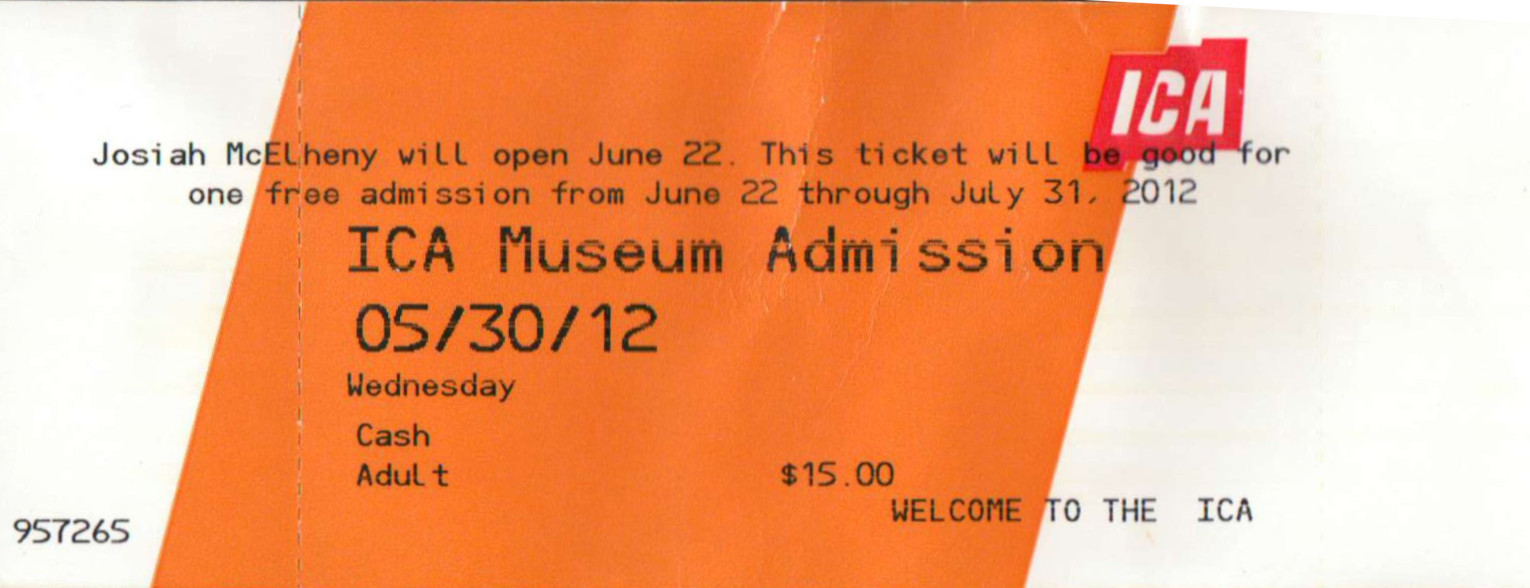 ICA
Josiah McElheny will open June 22. This ticket will be good for
one free admission from June 22 through July 31, 2012
ICA Museum Admission
05/30/12
Wednesday
Cash
Adult $15.00
WELCOME TO THE ICA
957265